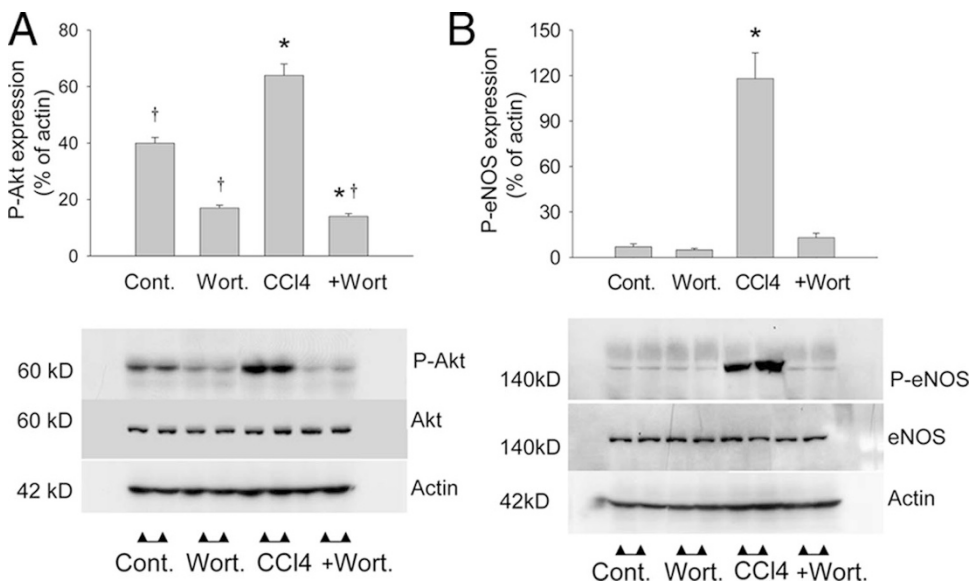 A
P-Akt expression
(% of actin)
80
60
40
20
0
†
†
*
* †
Cont. Wort. CCl4 +Wort
60 kD P-Akt
60 kD Akt
42 kD Actin
Cont. Wort. CCl4 +Wort.
B
P-eNOS expression
(% of actin)
150
120
90
60
30
0
*
Cont. Wort. CCl4 +Wort
140kD P-eNOS
140kD eNOS
42kD Actin
Cont. Wort. CCl4 +Wort.